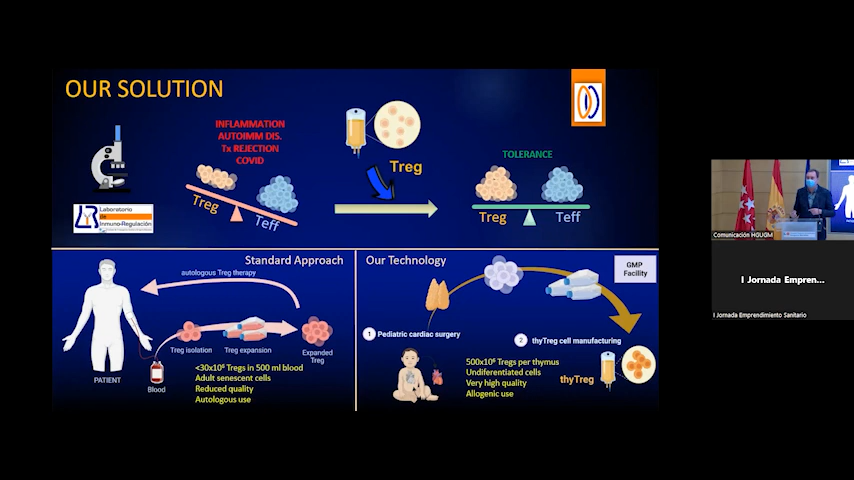 OUR SOLUTION
INFLAMMATION
AUTOIMM DIS.
Tx REJECTION
COVID
Treg
TOLERANCE
Treg
Teff
Treg
Teff
Laboratorio
de
Inmuno-Regulación
Standard Approach
autologous Treg therapy
Treg isolation
Treg expansion
Expanded
Treg
PATIENT
Blood
<30x10⁶ Tregs in 500 ml blood
Adult senescent cells
Reduced quality
Autologous use
Our Technology
GMP
Facility
1 Pediatric cardiac surgery
2 thyTreg cell manufacturing
500x10⁶ Tregs per thymus
Undiferentiated cells
Very high quality
Allogenic use
thyTreg
Comunicación HGUGM
I Jornada Empren...
I Jornada Emprendimiento Sanitario